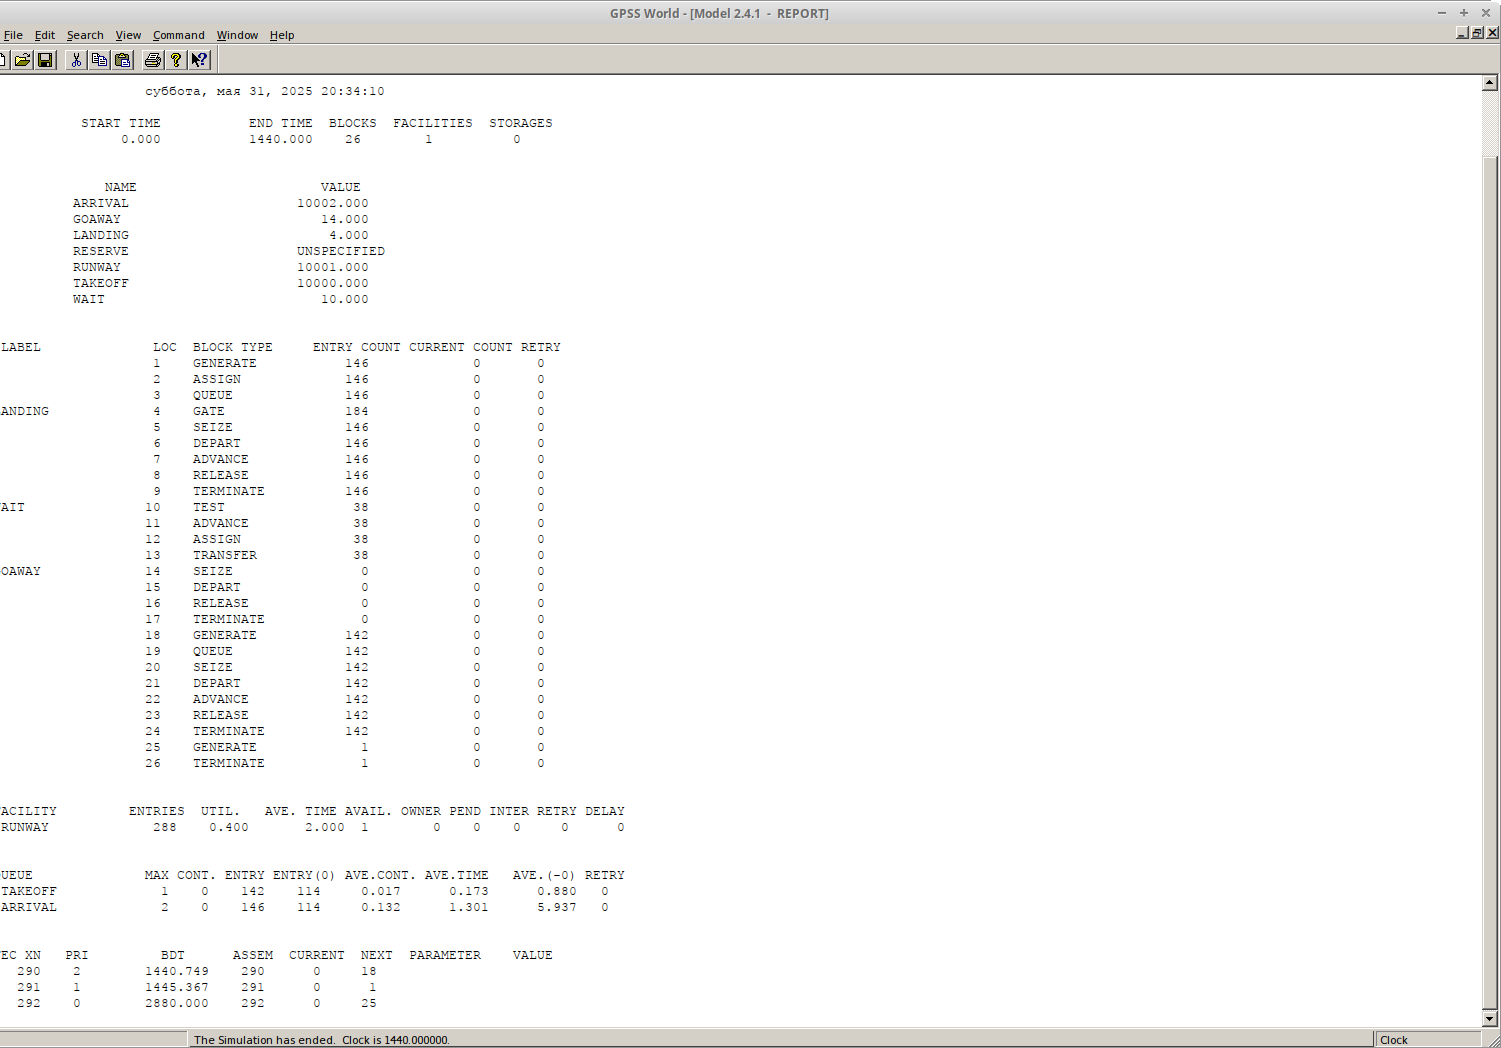 GPSS World - [Model 2.4.1 - REPORT]
File Edit Search View Command Window Help
суббота, мая 31, 2025 20:34:10
START TIME END TIME BLOCKS FACILITIES STORAGES
0.000 1440.000 26 1 0
NAME VALUE
ARRIVAL 10002.000
GOAWAY 14.000
LANDING 4.000
RESERVE UNSPECIFIED
RUNWAY 10001.000
TAKEOFF 10000.000
WAIT 10.000
LABEL LOC BLOCK TYPE ENTRY COUNT CURRENT COUNT RETRY
1 GENERATE 146 0 0
2 ASSIGN 146 0 0
3 QUEUE 146 0 0
ANDING 4 GATE 184 0 0
5 SEIZE 146 0 0
6 DEPART 146 0 0
7 ADVANCE 146 0 0
8 RELEASE 146 0 0
9 TERMINATE 146 0 0
AIT 10 TEST 38 0 0
11 ADVANCE 38 0 0
12 ASSIGN 38 0 0
13 TRANSFER 38 0 0
OAWAY 14 SEIZE 0 0 0
15 DEPART 0 0 0
16 RELEASE 0 0 0
17 TERMINATE 0 0 0
18 GENERATE 142 0 0
19 QUEUE 142 0 0
20 SEIZE 142 0 0
21 DEPART 142 0 0
22 ADVANCE 142 0 0
23 RELEASE 142 0 0
24 TERMINATE 142 0 0
25 GENERATE 1 0 0
26 TERMINATE 1 0 0
ACILITY ENTRIES UTIL. AVE. TIME AVAIL. OWNER PEND INTER RETRY DELAY
RUNWAY 288 0.400 2.000 1 0 0 0 0 0
UEUE MAX CONT. ENTRY ENTRY(0) AVE.CONT. AVE.TIME AVE.(-0) RETRY
TAKEOFF 1 0 142 114 0.017 0.173 0.880 0
ARRIVAL 2 0 146 114 0.132 1.301 5.937 0
EC XN PRI BDT ASSEM CURRENT NEXT PARAMETER VALUE
290 2 1440.749 290 0 18
291 1 1445.367 291 0 1
292 0 2880.000 292 0 25
The Simulation has ended. Clock is 1440.000000. Clock